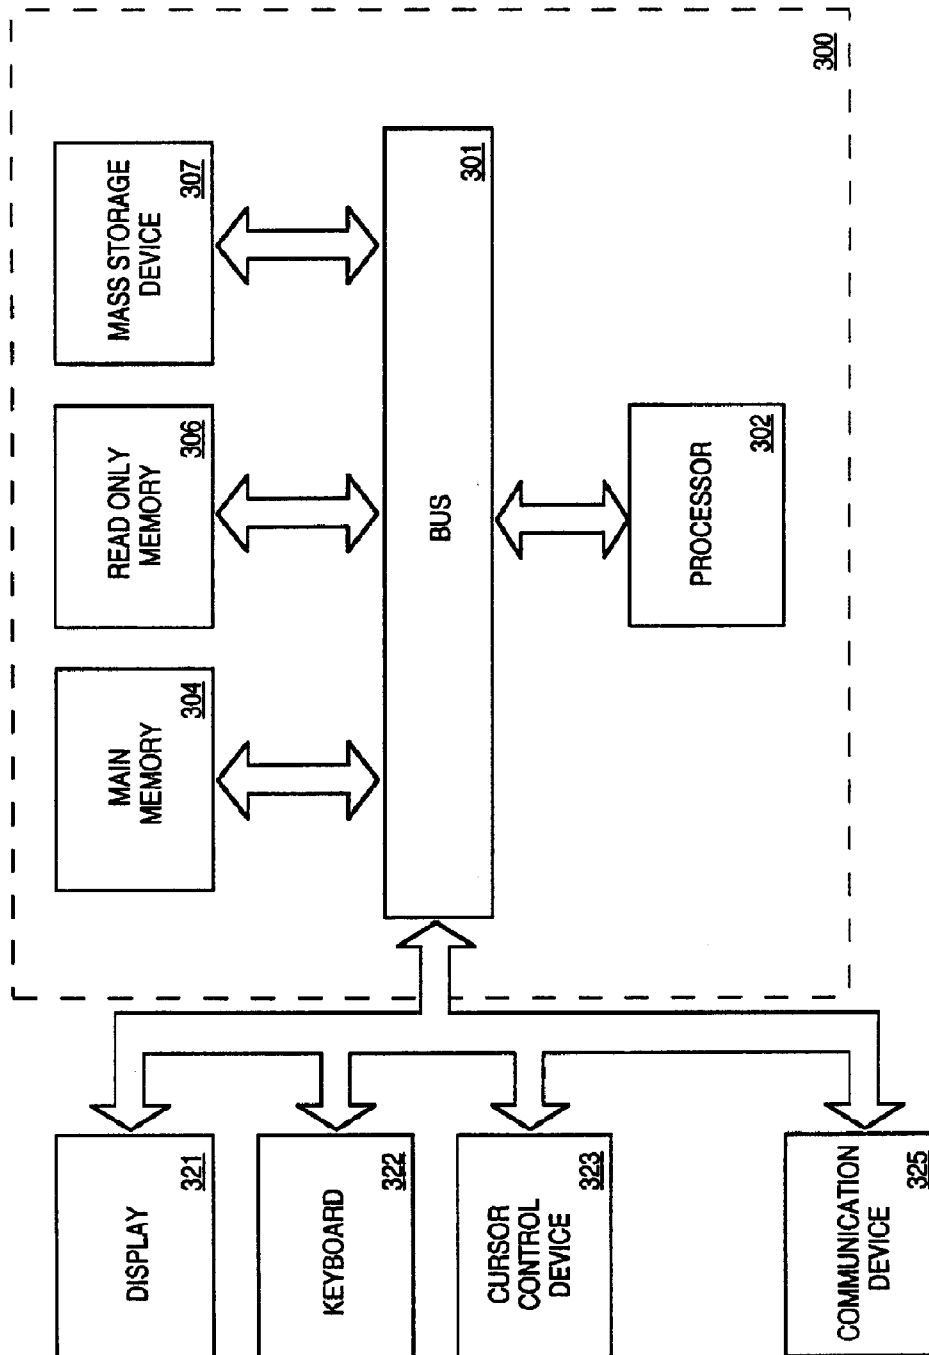 DISPLAY
321
KEYBOARD
322
CURSOR
CONTROL
DEVICE
323
COMMUNICATION
DEVICE
325
MAIN
MEMORY
304
READ ONLY
MEMORY
306
MASS STORAGE
DEVICE
307
BUS
301
PROCESSOR
302
300